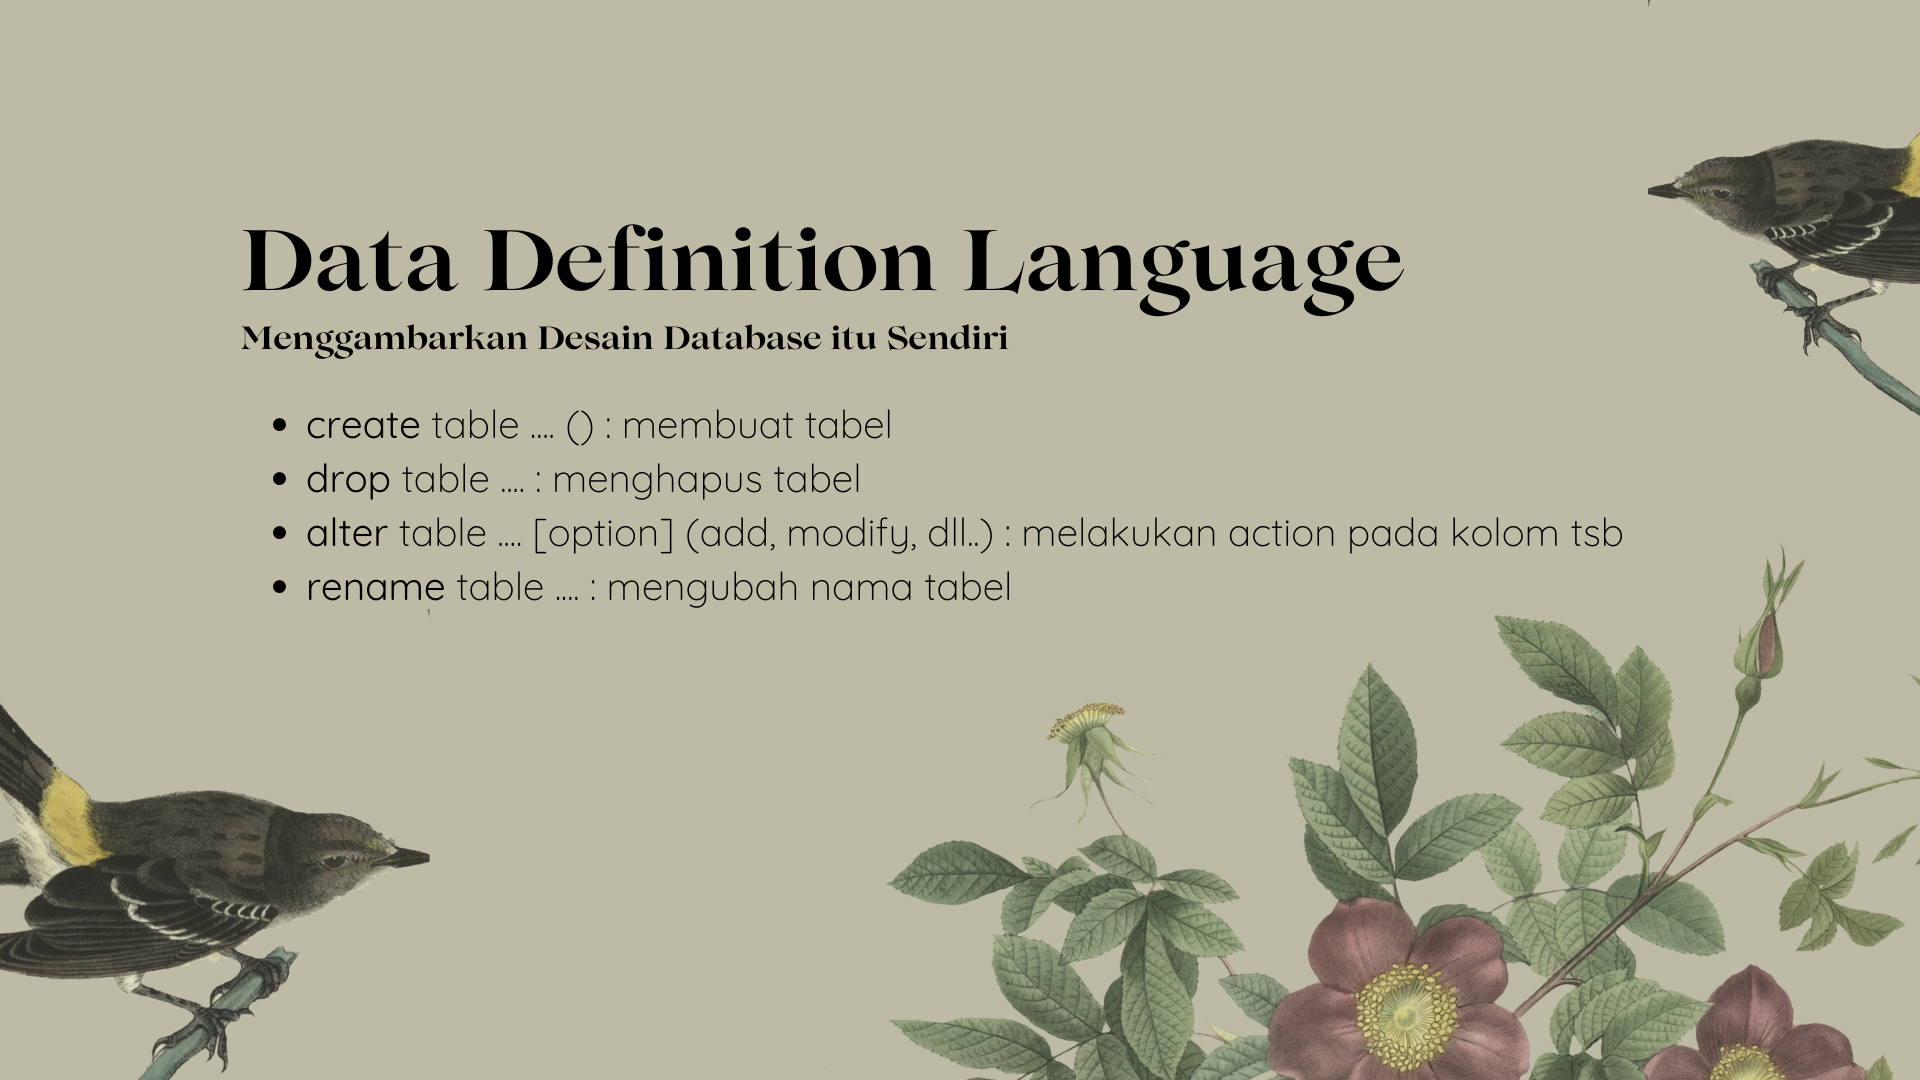 Data Definition Language
Menggambarkan Desain Database itu Sendiri
• create table .... () : membuat tabel
• drop table .... : menghapus tabel
• alter table .... [option] (add, modify, dll..) : melakukan action pada kolom tsb
• rename table .... : mengubah nama tabel